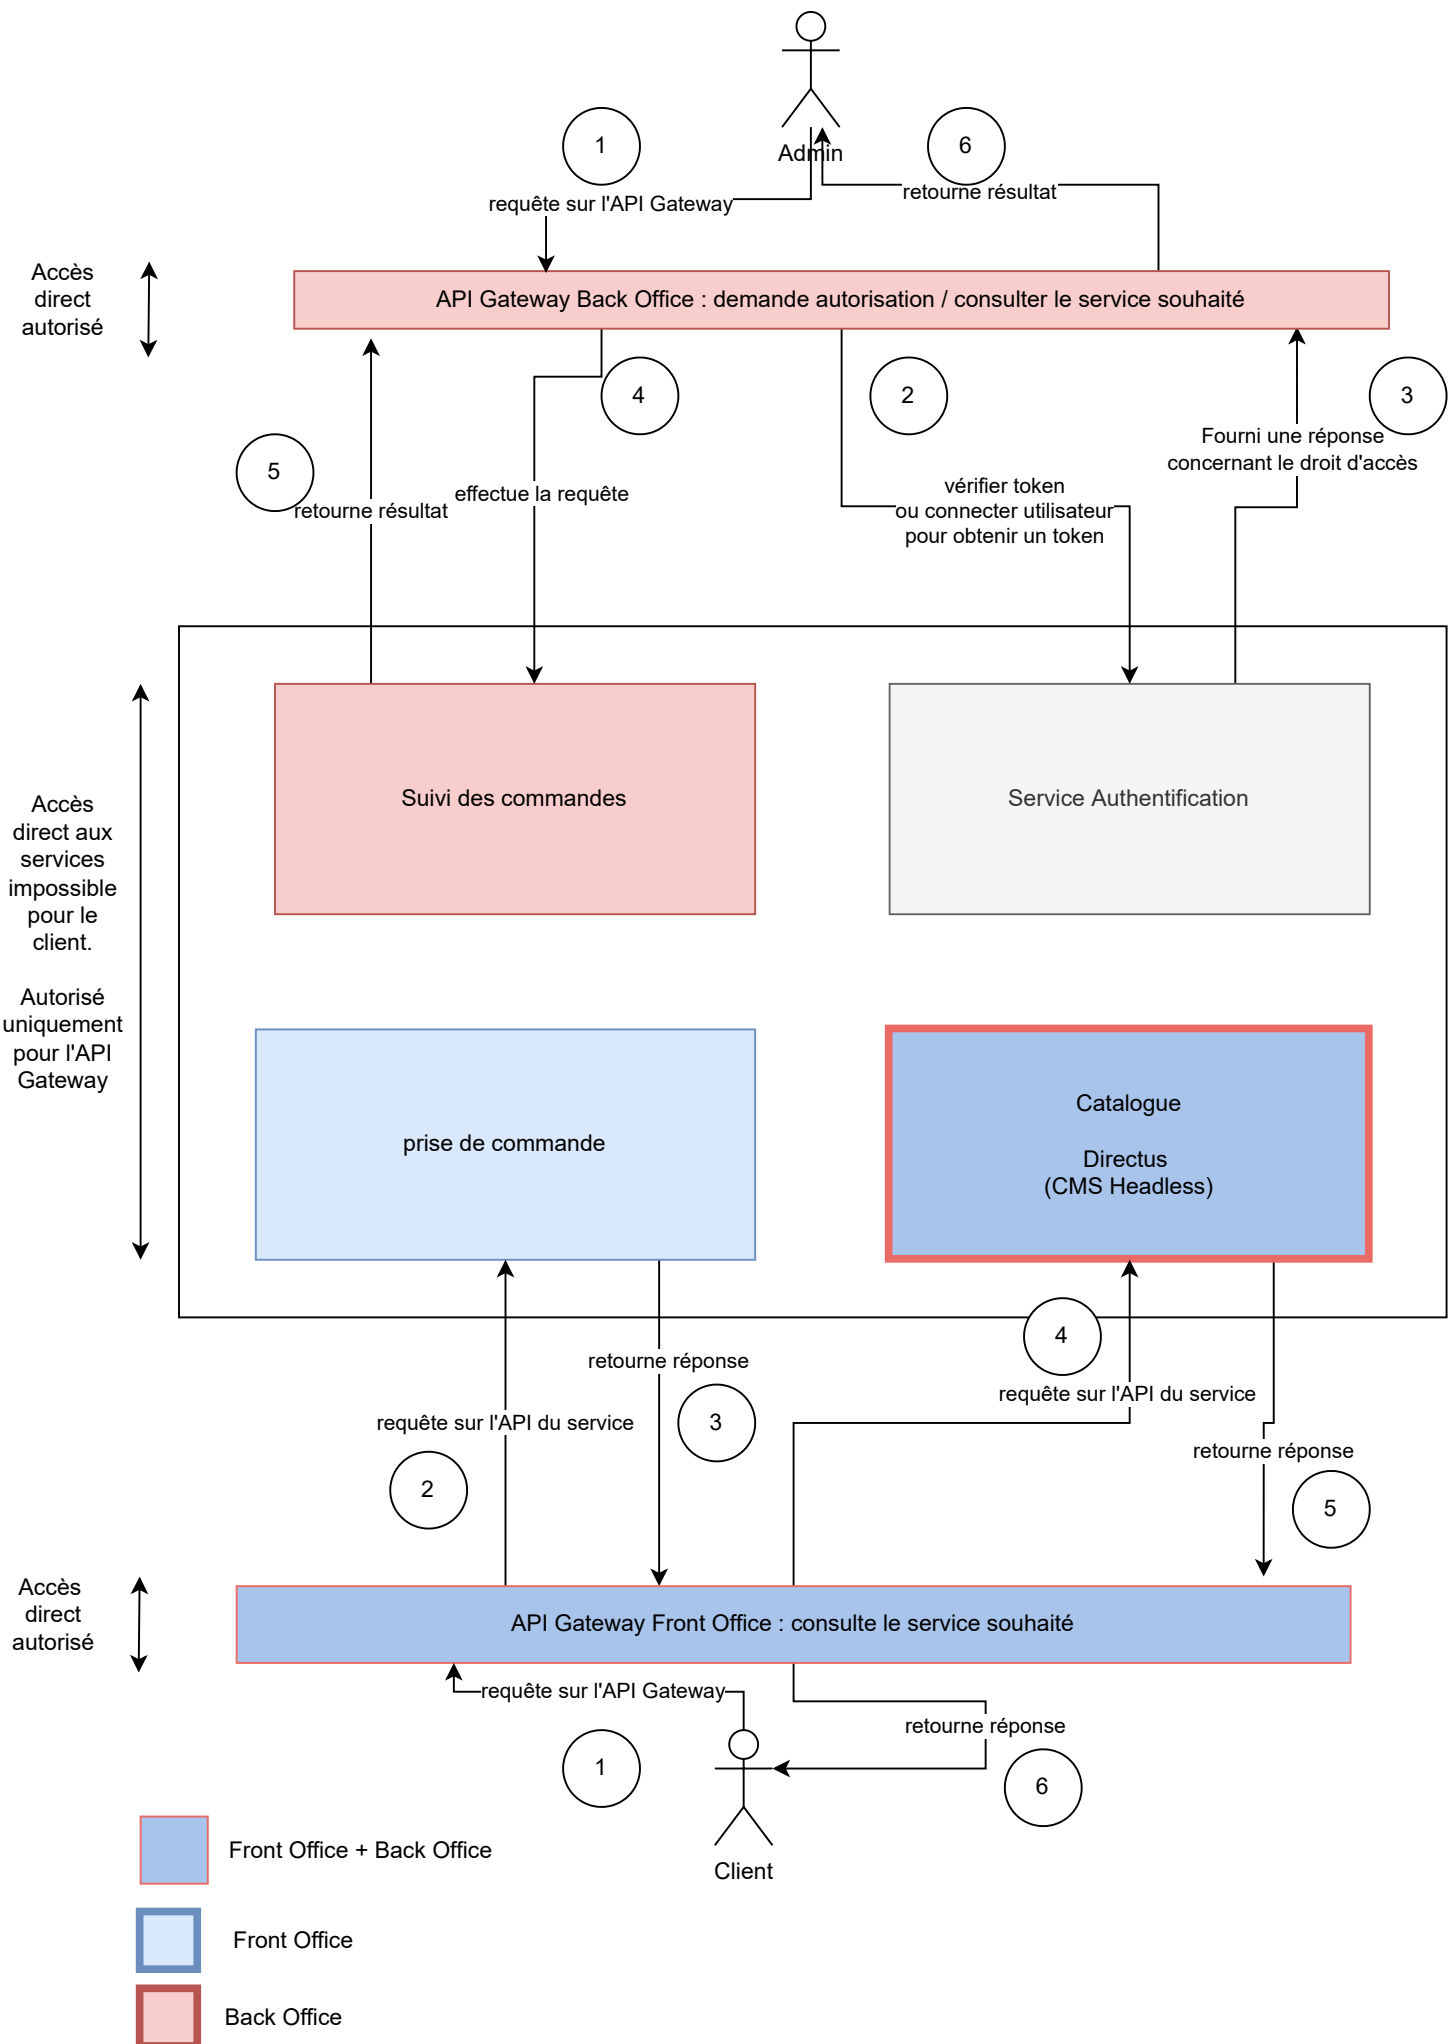 1
6
Admin
requête sur l'API Gateway
retourne résultat
Accès
direct
autorisé
API Gateway Back Office : demande autorisation / consulter le service souhaité
4
2
3
5
Fourni une réponse
concernant le droit d'accès
retourne résultat
effectue la requête
vérifier token
ou connecter utilisateur
pour obtenir un token
Suivi des commandes
Service Authentification
Accès
direct aux
services
impossible
pour le
client.
Autorisé
uniquement
pour l'API
Gateway
prise de commande
Catalogue
Directus
(CMS Headless)
4
retourne réponse
requête sur l'API du service
requête sur l'API du service
3
retourne réponse
2
5
Accès
direct
autorisé
API Gateway Front Office : consulte le service souhaité
requête sur l'API Gateway
retourne réponse
1
6
Client
Front Office + Back Office
Front Office
Back Office